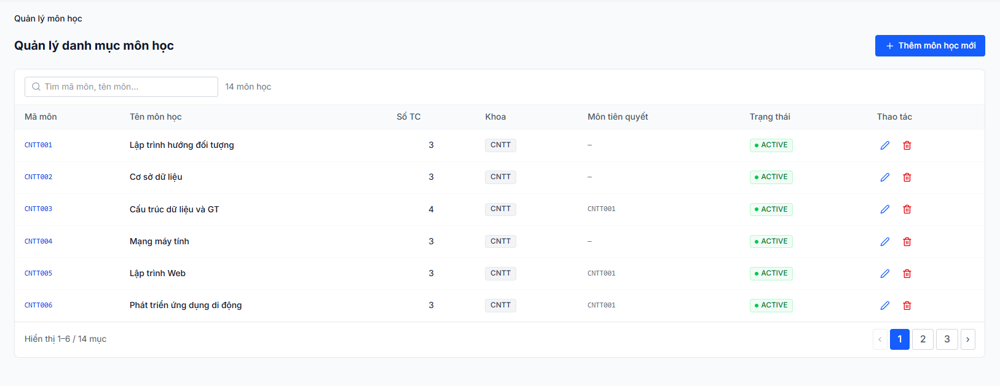 Quản lý môn học
Quản lý danh mục môn học
+ Thêm môn học mới
Tìm mã môn, tên môn...
14 môn học
Mã môn Tên môn học Số TC Khoa Môn tiên quyết Trạng thái Thao tác
CNTT001 Lập trình hướng đối tượng 3 CNTT – ACTIVE
CNTT002 Cơ sở dữ liệu 3 CNTT – ACTIVE
CNTT003 Cấu trúc dữ liệu và GT 4 CNTT CNTT001 ACTIVE
CNTT004 Mạng máy tính 3 CNTT – ACTIVE
CNTT005 Lập trình Web 3 CNTT CNTT001 ACTIVE
CNTT006 Phát triển ứng dụng di động 3 CNTT CNTT001 ACTIVE
Hiển thị 1–6 / 14 mục
‹ 1 2 3 ›